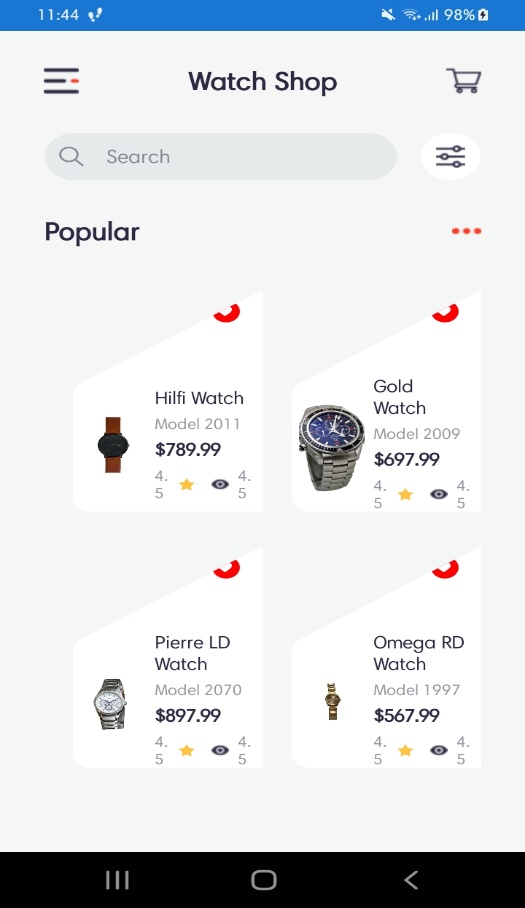 11:44
98%
Watch Shop
Search
Popular
Hilfi Watch
Model 2011
$789.99
4.
5
4.
5
Gold
Watch
Model 2009
$697.99
4.
5
4.
5
Pierre LD
Watch
Model 2070
$897.99
4.
5
4.
5
Omega RD
Watch
Model 1997
$567.99
4.
5
4.
5